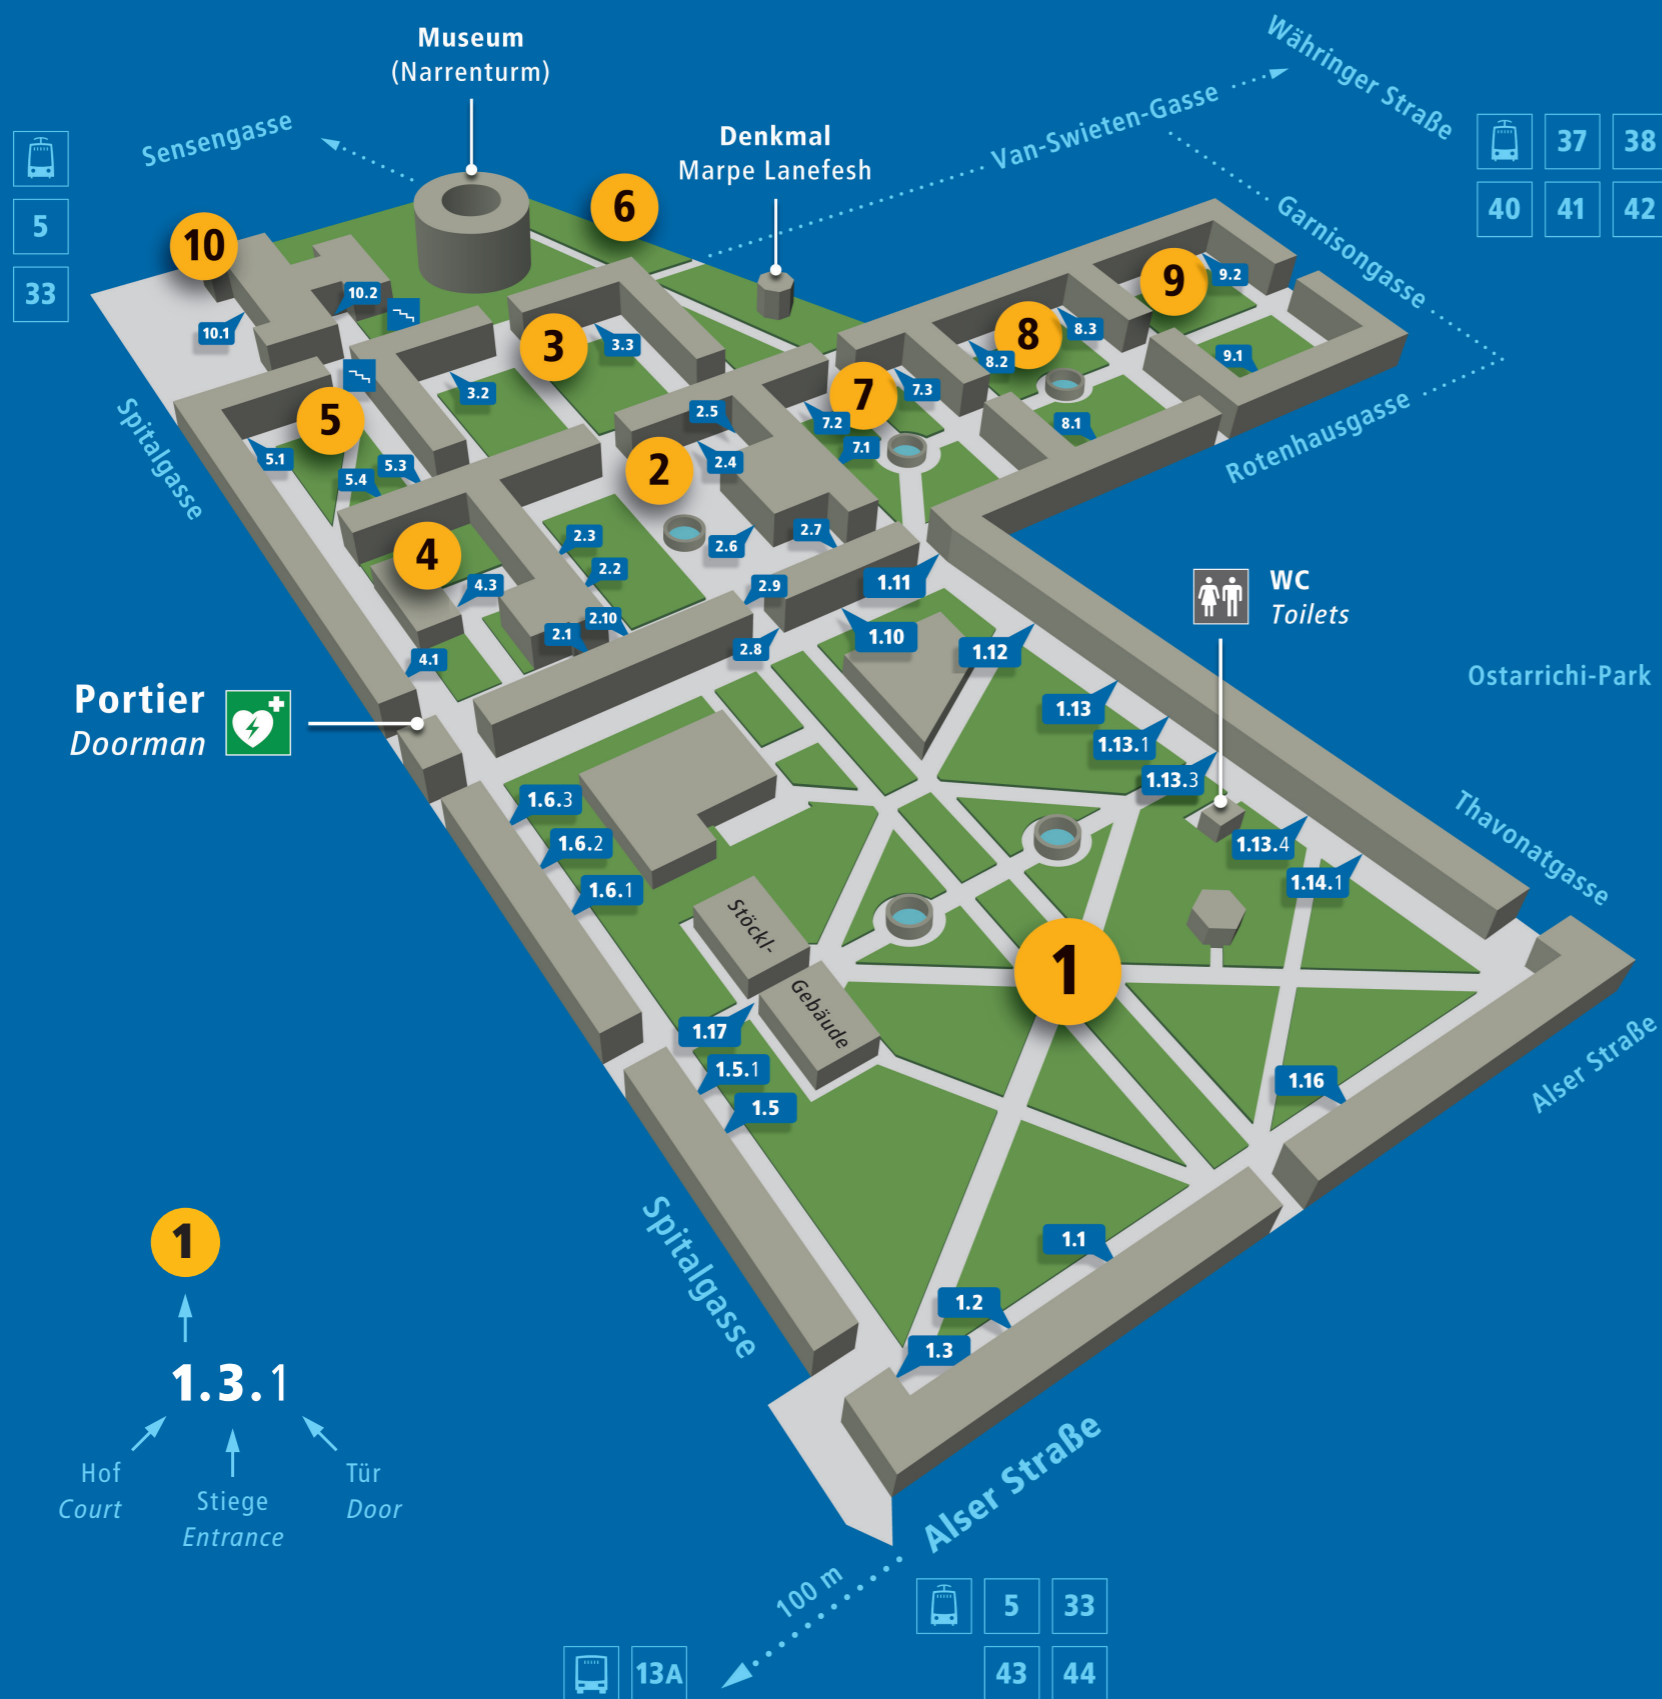 Museum
(Narrenturm)
Währinger Straße
Sensengasse
Denkmal
Marpe Lanefesh
Van-Swieten-Gasse
37
38
40
41
42
5
33
6
10
Garnisongasse
9
9.2
10.2
10.1
3
3.3
8
8.3
8.2
9.1
3.2
7
7.3
7.2
7.1
2.5
8.1
5
5.1
5.3
5.4
2
2.4
Spitalgasse
Rotenhausgasse
4
4.3
2.3
2.2
2.6
2.7
2.9
1.11
2.10
2.1
2.8
1.10
1.12
4.1
WC
Toilets
Ostarrichi-Park
Portier
Doorman
1.13
1.13.1
1.13.3
1.6.3
1.6.2
1.6.1
1.13.4
1.14.1
Thavonatgasse
Stöckl-
Gebäude
1
1.17
1.5.1
1.5
1.16
Alser Straße
Spitalgasse
1.1
1.2
1.3
1
1.3.1
Hof
Court
Stiege
Entrance
Tür
Door
Alser Straße
100 m
5
33
13A
43
44